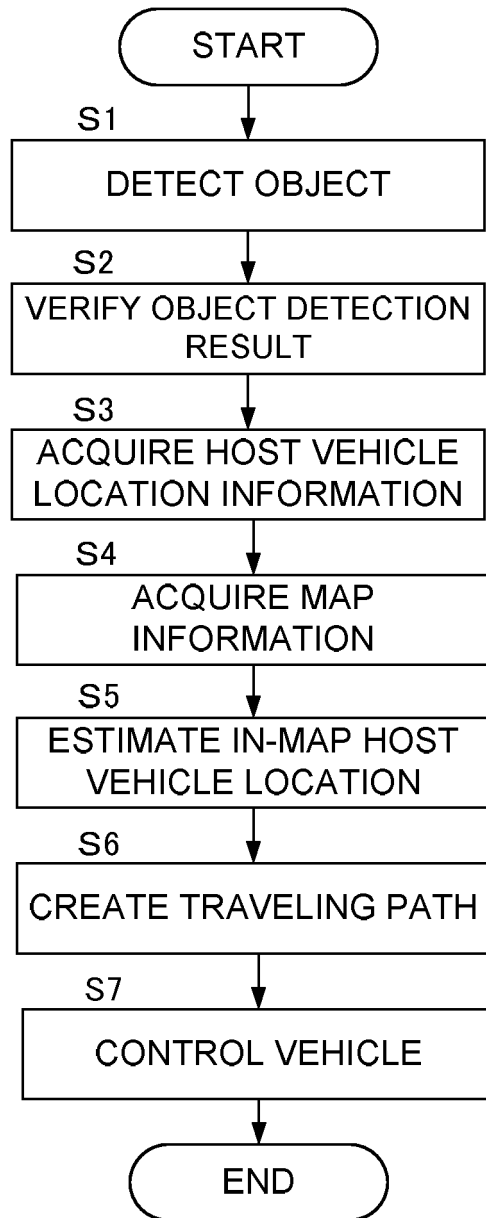 START
S1
DETECT OBJECT
S2
VERIFY OBJECT DETECTION
RESULT
S3
ACQUIRE HOST VEHICLE
LOCATION INFORMATION
S4
ACQUIRE MAP
INFORMATION
S5
ESTIMATE IN-MAP HOST
VEHICLE LOCATION
S6
CREATE TRAVELING PATH
S7
CONTROL VEHICLE
END